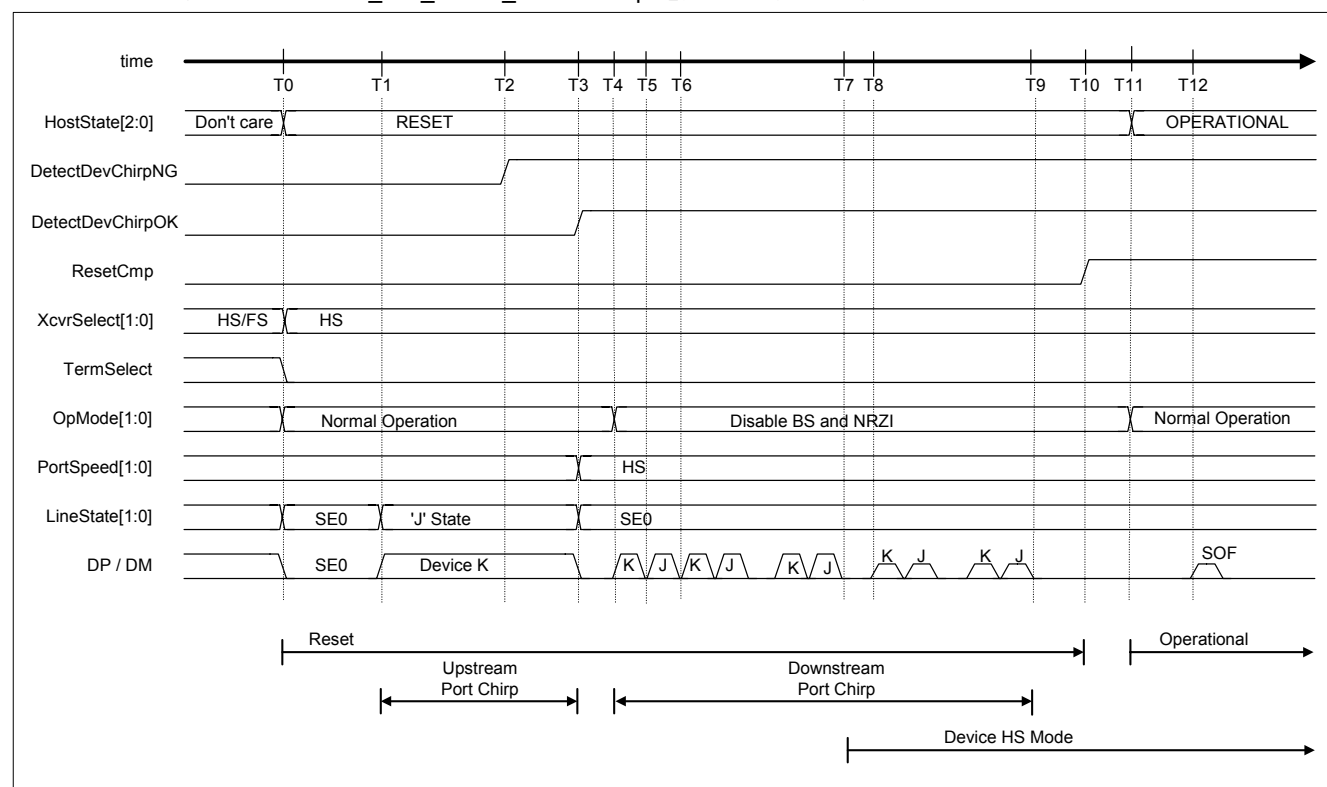 time
T0 T1 T2 T3 T4 T5 T6 T7 T8 T9 T10 T11 T12
HostState[2:0] Don't care RESET OPERATIONAL
DetectDevChirpNG
DetectDevChirpOK
ResetCmp
XcvrSelect[1:0] HS/FS HS
TermSelect
OpMode[1:0] Normal Operation Disable BS and NRZI Normal Operation
PortSpeed[1:0] HS
LineState[1:0] SE0 'J' State SE0
DP / DM SE0 Device K K J K J K J K J K J SOF
Reset Operational
Upstream Downstream
Port Chirp Port Chirp
Device HS Mode